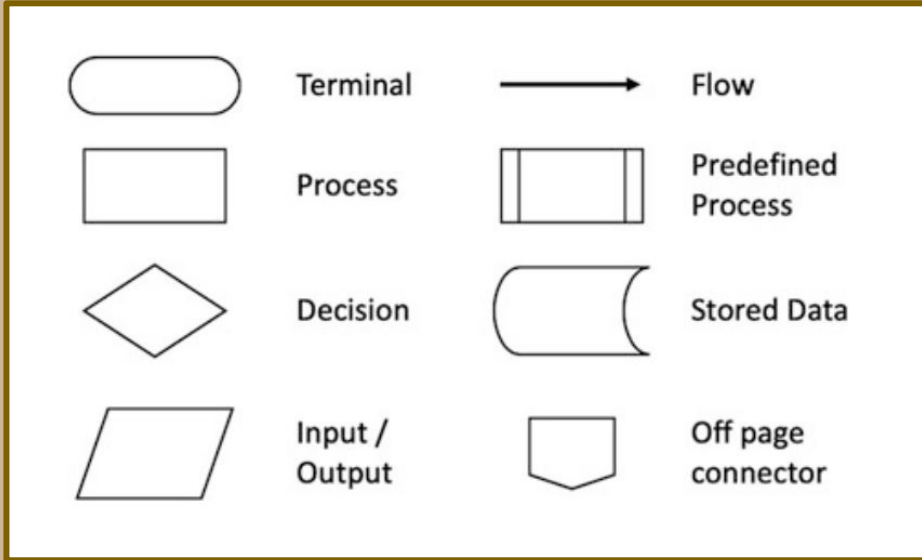 Terminal
Flow
Process
Predefined
Process
Decision
Stored Data
Input /
Output
Off page
connector